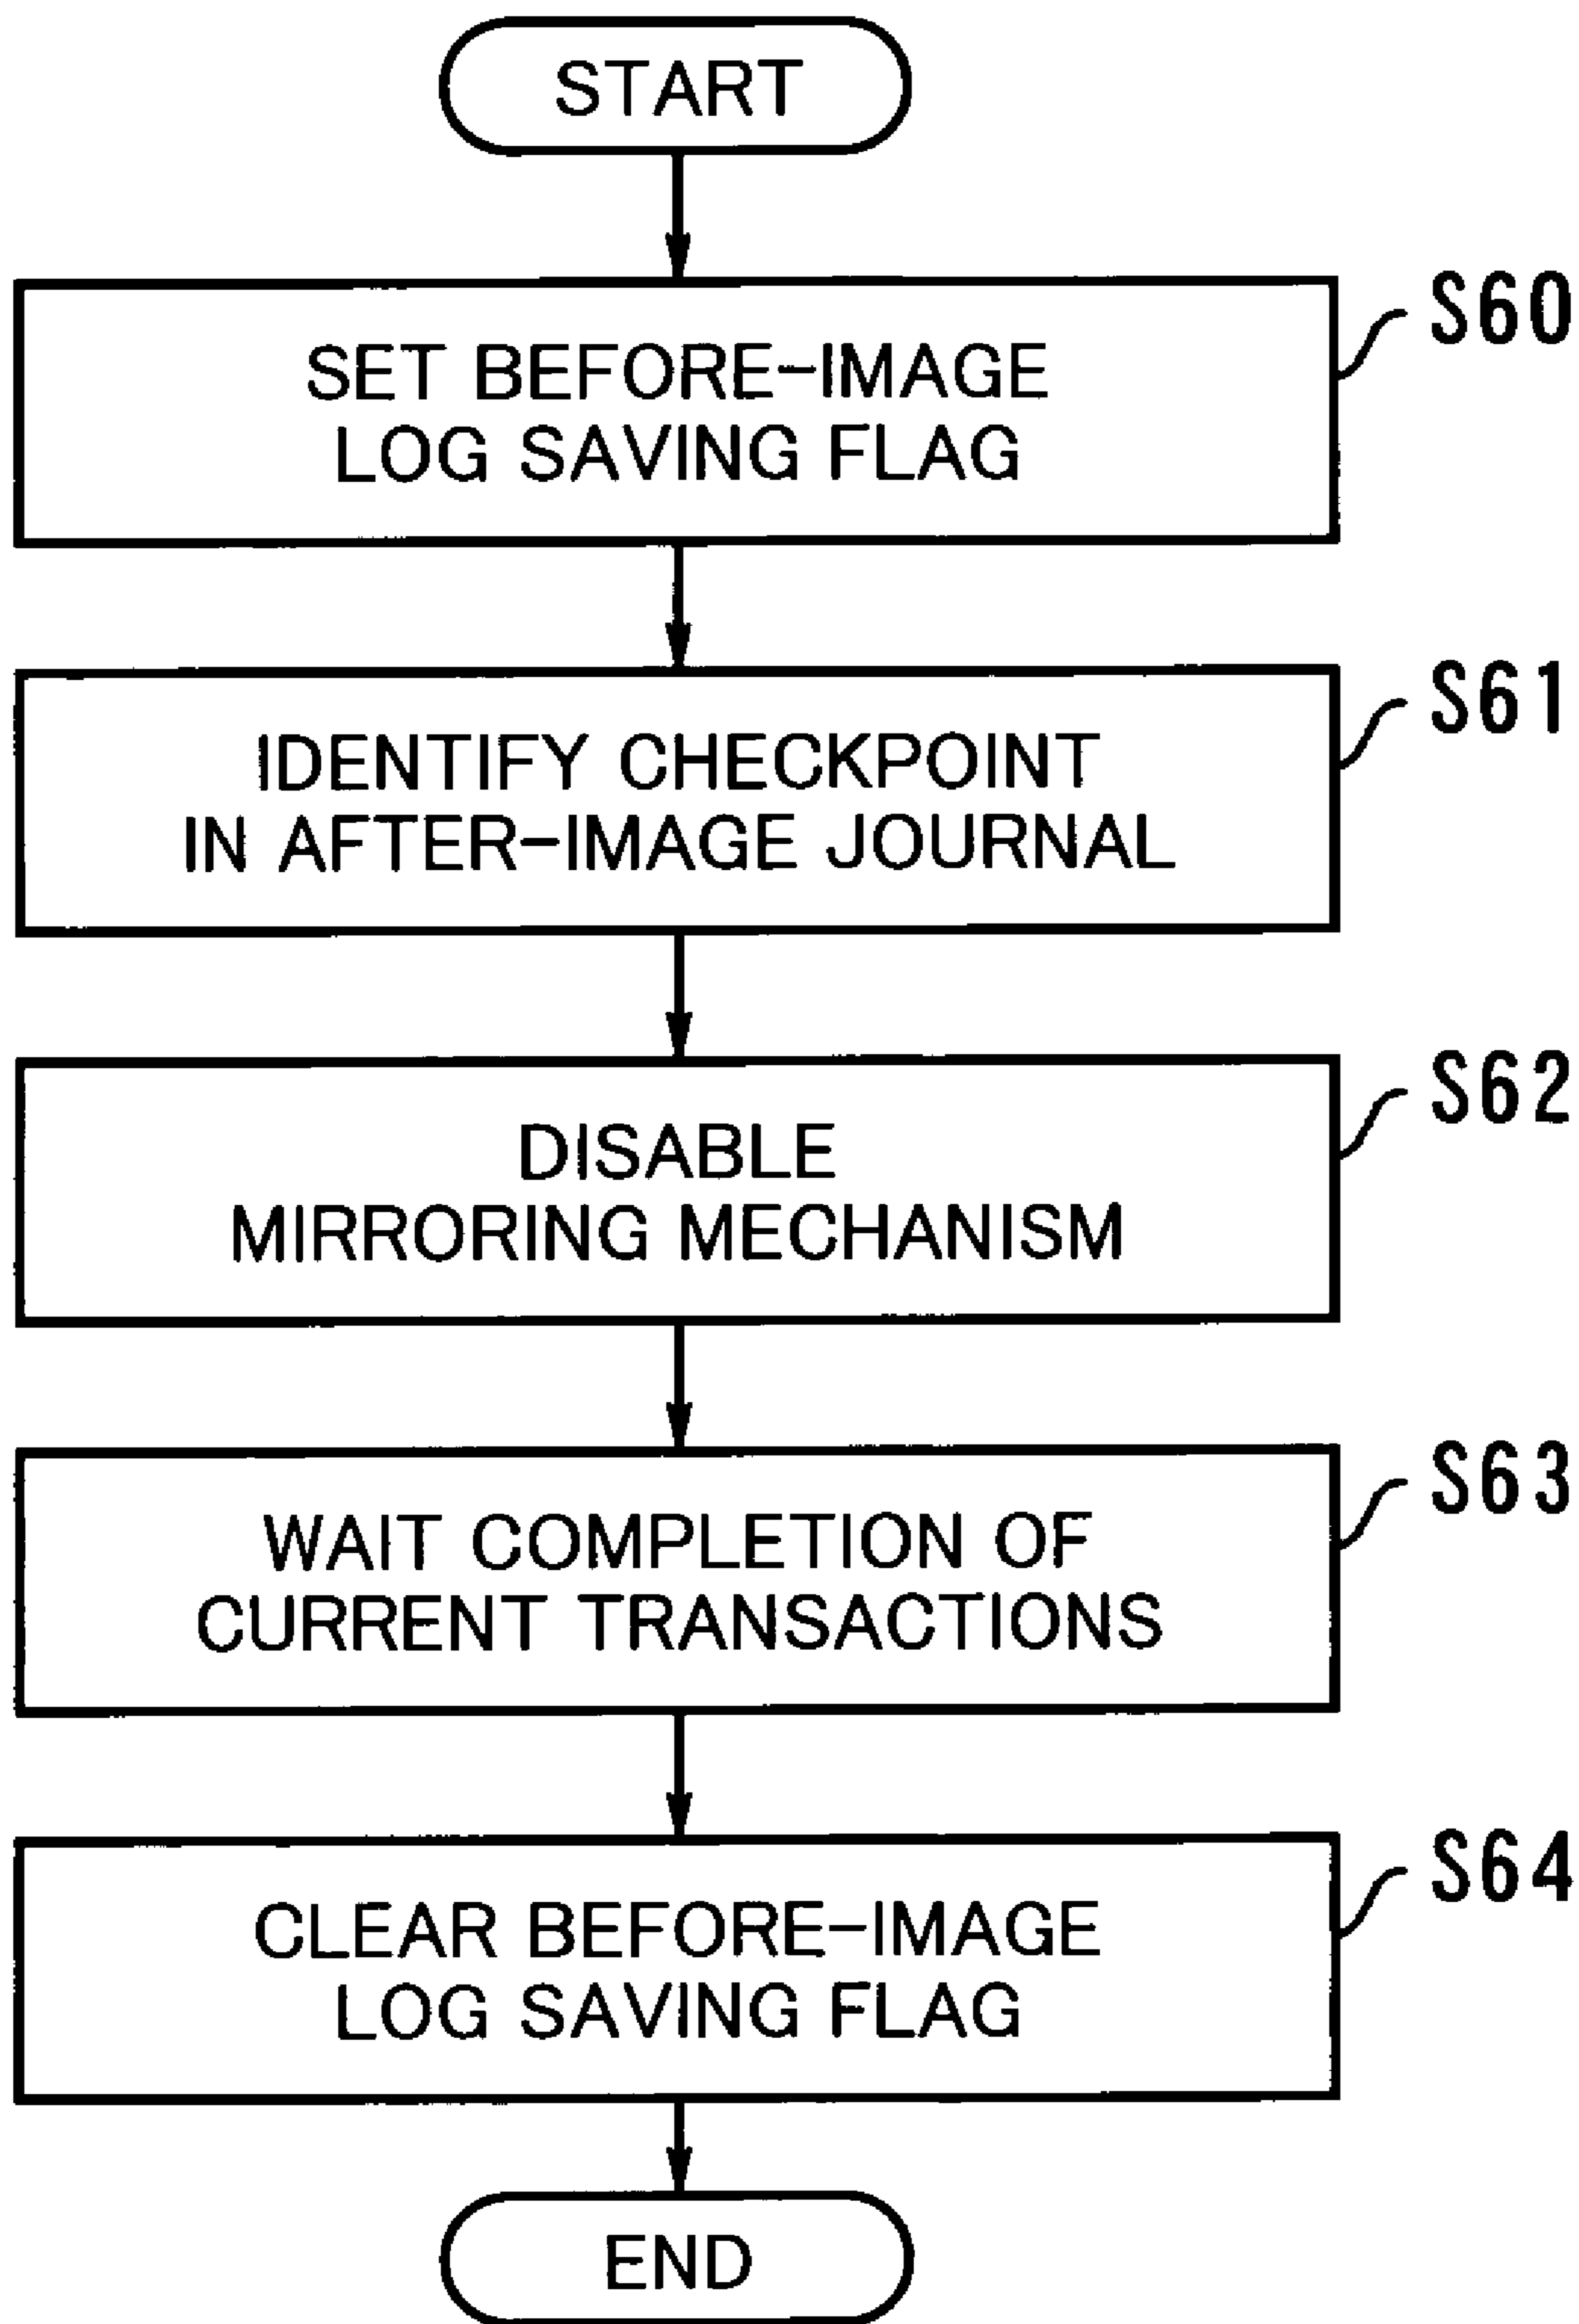 START
S60
SET BEFORE-IMAGE
LOG SAVING FLAG
S61
IDENTIFY CHECKPOINT
IN AFTER-IMAGE JOURNAL
S62
DISABLE
MIRRORING MECHANISM
S63
WAIT COMPLETION OF
CURRENT TRANSACTIONS
S64
CLEAR BEFORE-IMAGE
LOG SAVING FLAG
END